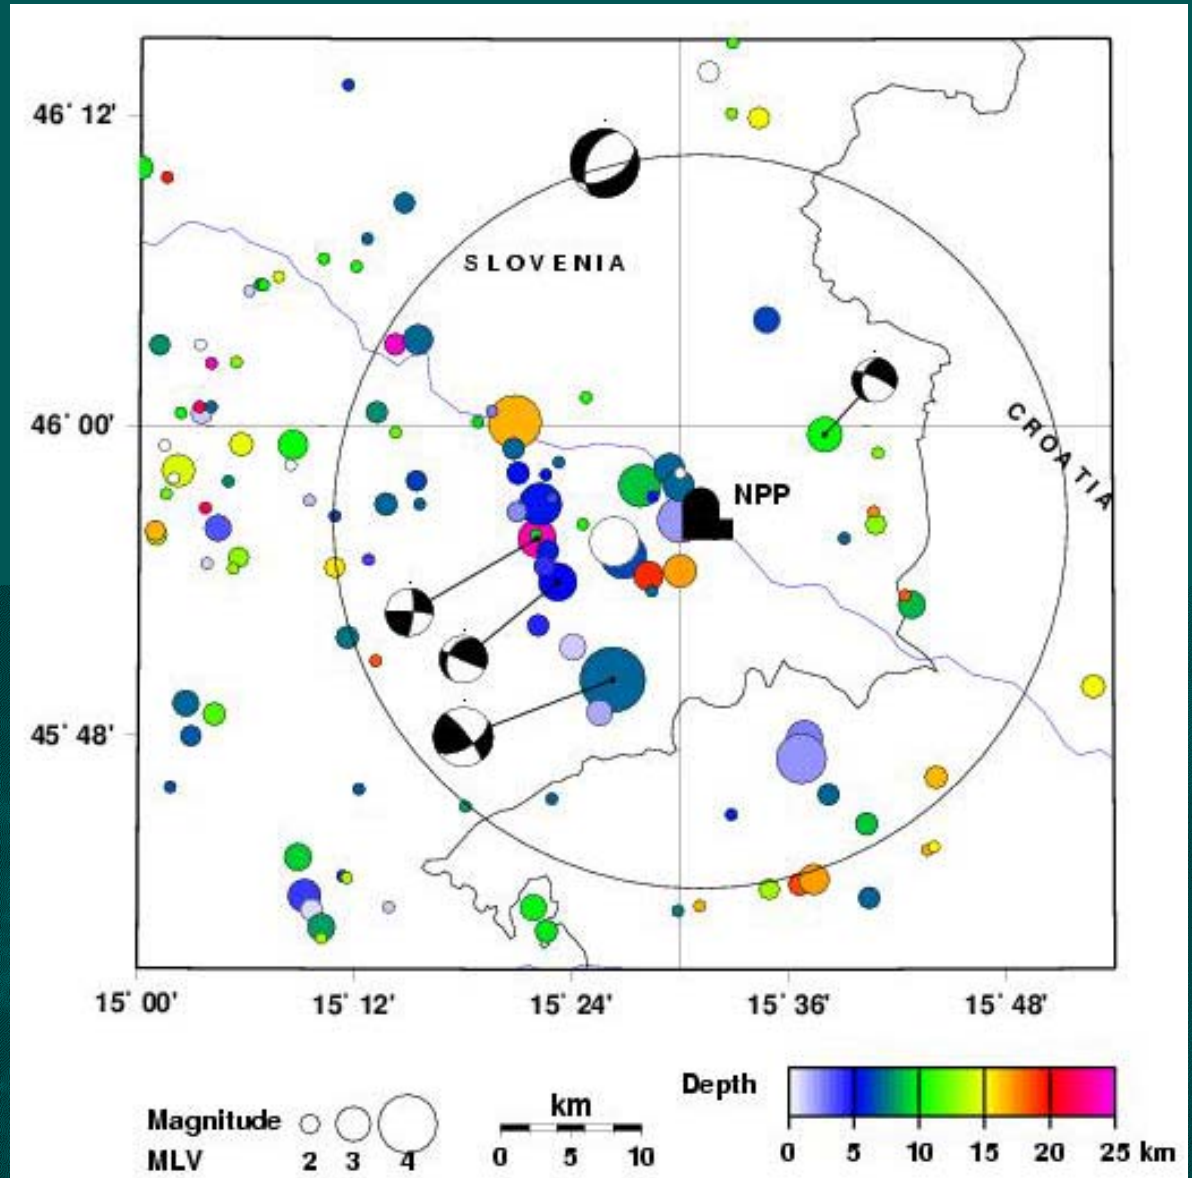 46° 12'
SLOVENIA
46° 00'
CROATIA
NPP
45° 48'
15° 00'
15° 12'
15° 24'
15° 36'
15° 48'
Magnitude
MLV 2 3 4
km
0 5 10
Depth
0 5 10 15 20 25 km